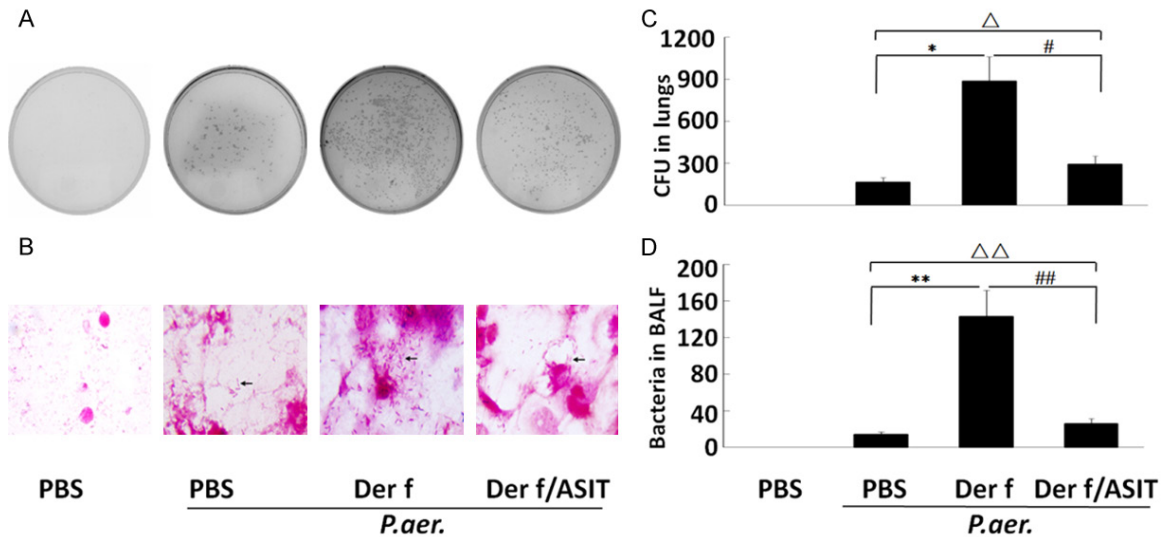 A
B
PBS PBS Der f Der f/ASIT
P.aer.
C
△
* #
CFU in lungs
1200
900
600
300
0
D
△△
** ##
Bacteria in BALF
200
160
120
80
40
0
PBS PBS Der f Der f/ASIT
P.aer.